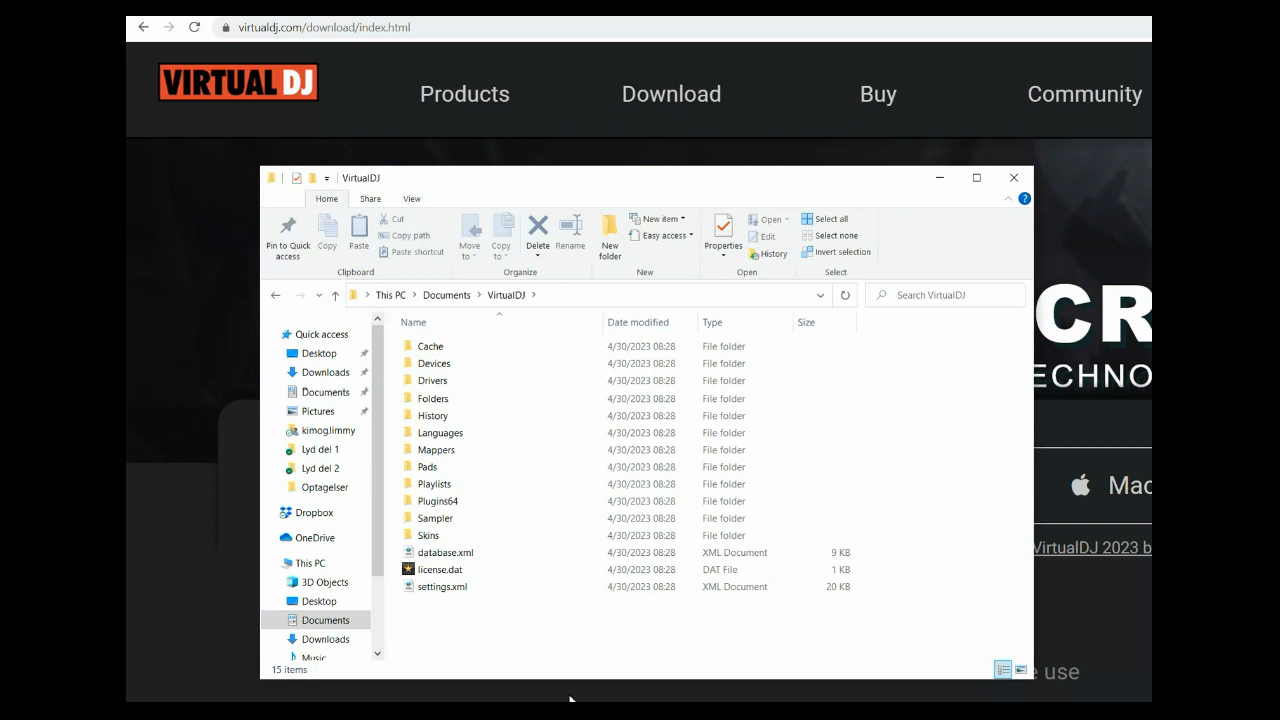 virtualdj.com/download/index.html
VIRTUAL DJ
Products Download Buy Community
VirtualDJ
Home Share View
Pin to Quick access
Copy
Paste
Cut
Copy path
Paste shortcut
Clipboard
Move to
Copy to
Delete
Rename
Organize
New folder
New item
Easy access
New
Properties
Open
Edit
History
Open
Select all
Select none
Invert selection
Select
This PC > Documents > VirtualDJ >
Search VirtualDJ
Quick access
Desktop
Downloads
Documents
Pictures
kimogJimmy
Lyd del 1
Lyd del 2
Optagelser
Dropbox
OneDrive
This PC
3D Objects
Desktop
Documents
Downloads
Music
Name Date modified Type Size
Cache 4/30/2023 08:28 File folder
Devices 4/30/2023 08:28 File folder
Drivers 4/30/2023 08:28 File folder
Folders 4/30/2023 08:28 File folder
History 4/30/2023 08:28 File folder
Languages 4/30/2023 08:28 File folder
Mappers 4/30/2023 08:28 File folder
Pads 4/30/2023 08:28 File folder
Playlists 4/30/2023 08:28 File folder
Plugins64 4/30/2023 08:28 File folder
Sampler 4/30/2023 08:28 File folder
Skins 4/30/2023 08:28 File folder
database.xml 4/30/2023 08:28 XML Document 9 KB
license.dat 4/30/2023 08:28 DAT File 1 KB
settings.xml 4/30/2023 08:28 XML Document 20 KB
15 items
CR
ECHNO
Mac
VirtualDJ 2023 b
use